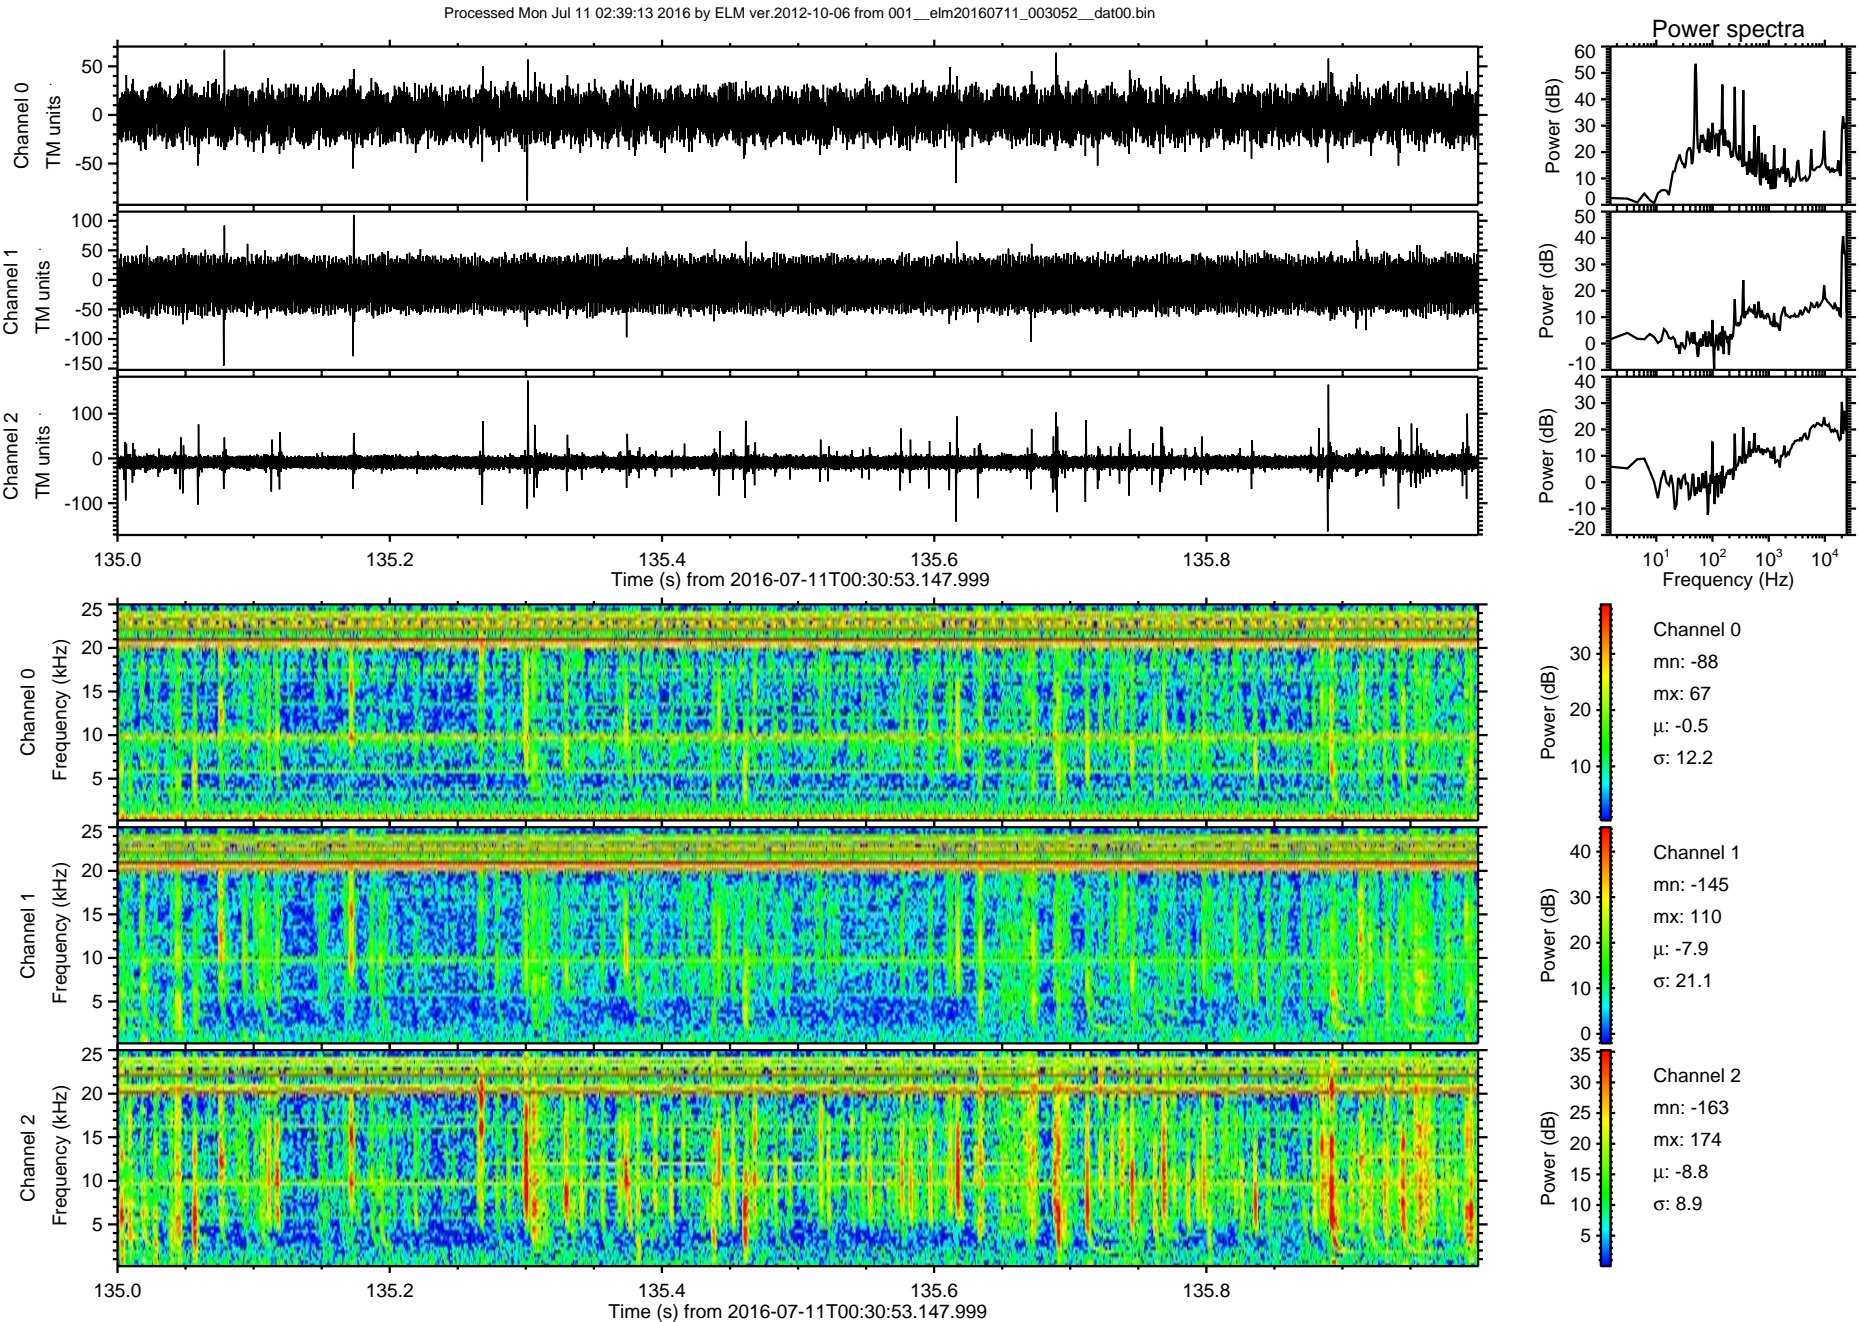 Processed Mon Jul 11 02:39:13 2016 by ELM ver.2012-10-06 from 001__elm20160711_003052__dat00.bin
Power spectra
Channel 0
TM units
50
0
-50
Power (dB)
60
50
40
30
20
10
0
Channel 1
TM units
100
50
0
-50
-100
-150
Power (dB)
50
40
30
20
10
0
-10
Channel 2
TM units
100
0
-100
Power (dB)
40
30
20
10
0
-10
-20
135.0 135.2 135.4 135.6 135.8
Time (s) from 2016-07-11T00:30:53.147.999
10¹ 10² 10³ 10⁴
Frequency (Hz)
Channel 0
Frequency (kHz)
25
20
15
10
5
Power (dB)
30
20
10
Channel 0
mn: -88
mx: 67
μ: -0.5
σ: 12.2
Channel 1
Frequency (kHz)
25
20
15
10
5
Power (dB)
40
30
20
10
0
Channel 1
mn: -145
mx: 110
μ: -7.9
σ: 21.1
Channel 2
Frequency (kHz)
25
20
15
10
5
Power (dB)
35
30
25
20
15
10
5
Channel 2
mn: -163
mx: 174
μ: -8.8
σ: 8.9
135.0 135.2 135.4 135.6 135.8
Time (s) from 2016-07-11T00:30:53.147.999